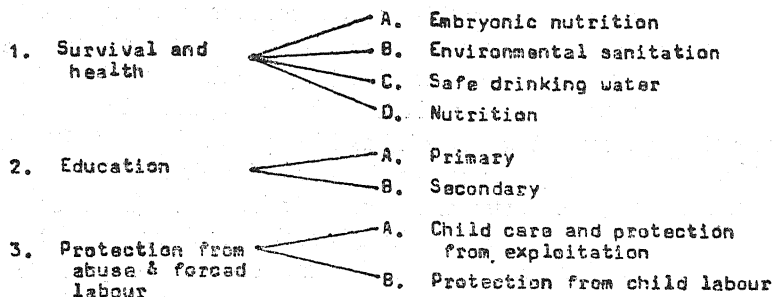 A. Embryonic nutrition
1. Survival and health
B. Environmental sanitation
C. Safe drinking water
D. Nutrition
2. Education
A. Primary
B. Secondary
3. Protection from abuse & forced labour
A. Child care and protection from exploitation
B. Protection from child labour